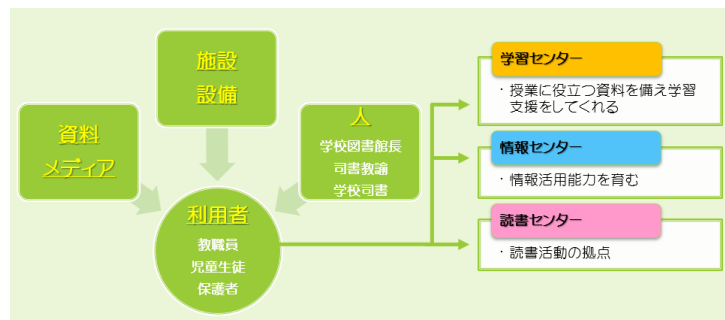 施設
設備
資料
メディア
人
学校図書館長
司書教諭
学校司書
利用者
教職員
児童生徒
保護者
学習センター
・授業に役立つ資料を備え学習
支援をしてくれる
情報センター
・情報活用能力を育む
読書センター
・読書活動の拠点